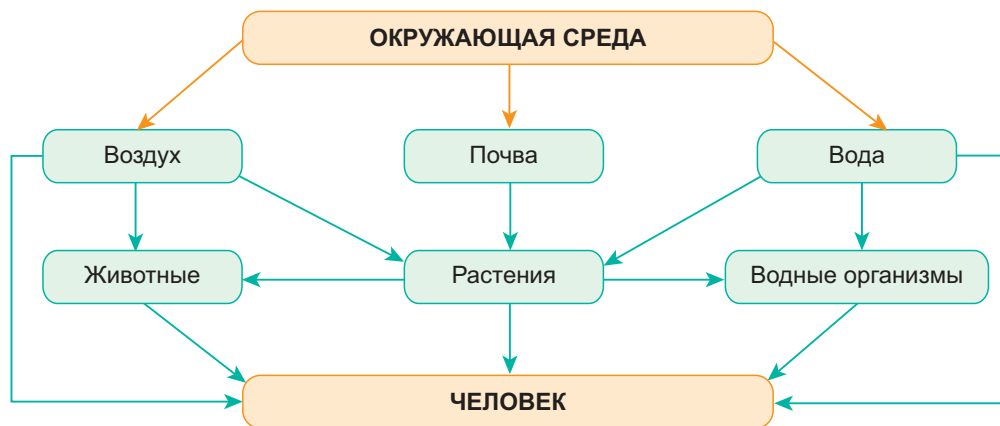 ОКРУЖАЮЩАЯ СРЕДА
Воздух
Почва
Вода
Животные
Растения
Водные организмы
ЧЕЛОВЕК